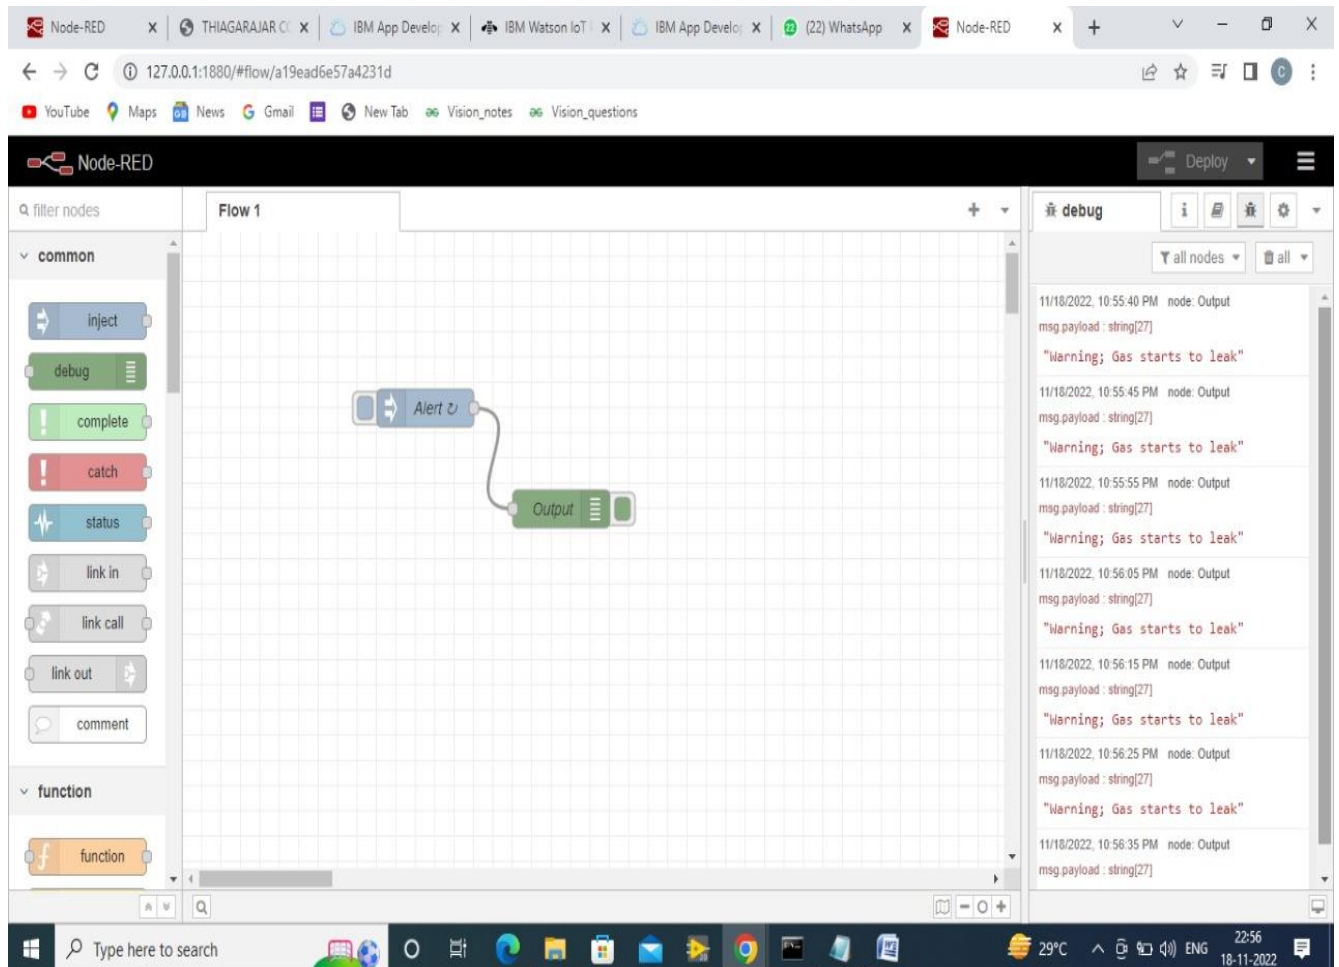 Node-RED
THIAGARAJAR CC
IBM App Develop
IBM Watson IoT
IBM App Develop
(22) WhatsApp
Node-RED
127.0.0.1:1880/#flow/a19ead6e57a4231d
C
YouTube
Maps
News
Gmail
New Tab
Vision_notes
Vision_questions
Node-RED
Deploy
filter nodes
Flow 1
debug
common
all nodes
all
inject
debug
complete
catch
status
link in
link call
link out
comment
function
function
Alert
Output
11/18/2022, 10:55:40 PM node: Output
msg.payload : string[27]
"Warning; Gas starts to leak"
11/18/2022, 10:55:45 PM node: Output
msg.payload : string[27]
"Warning; Gas starts to leak"
11/18/2022, 10:55:55 PM node: Output
msg.payload : string[27]
"Warning; Gas starts to leak"
11/18/2022, 10:56:05 PM node: Output
msg.payload : string[27]
"Warning; Gas starts to leak"
11/18/2022, 10:56:15 PM node: Output
msg.payload : string[27]
"Warning; Gas starts to leak"
11/18/2022, 10:56:25 PM node: Output
msg.payload : string[27]
"Warning; Gas starts to leak"
11/18/2022, 10:56:35 PM node: Output
msg.payload : string[27]
Type here to search
29°C
ENG
22:56
18-11-2022